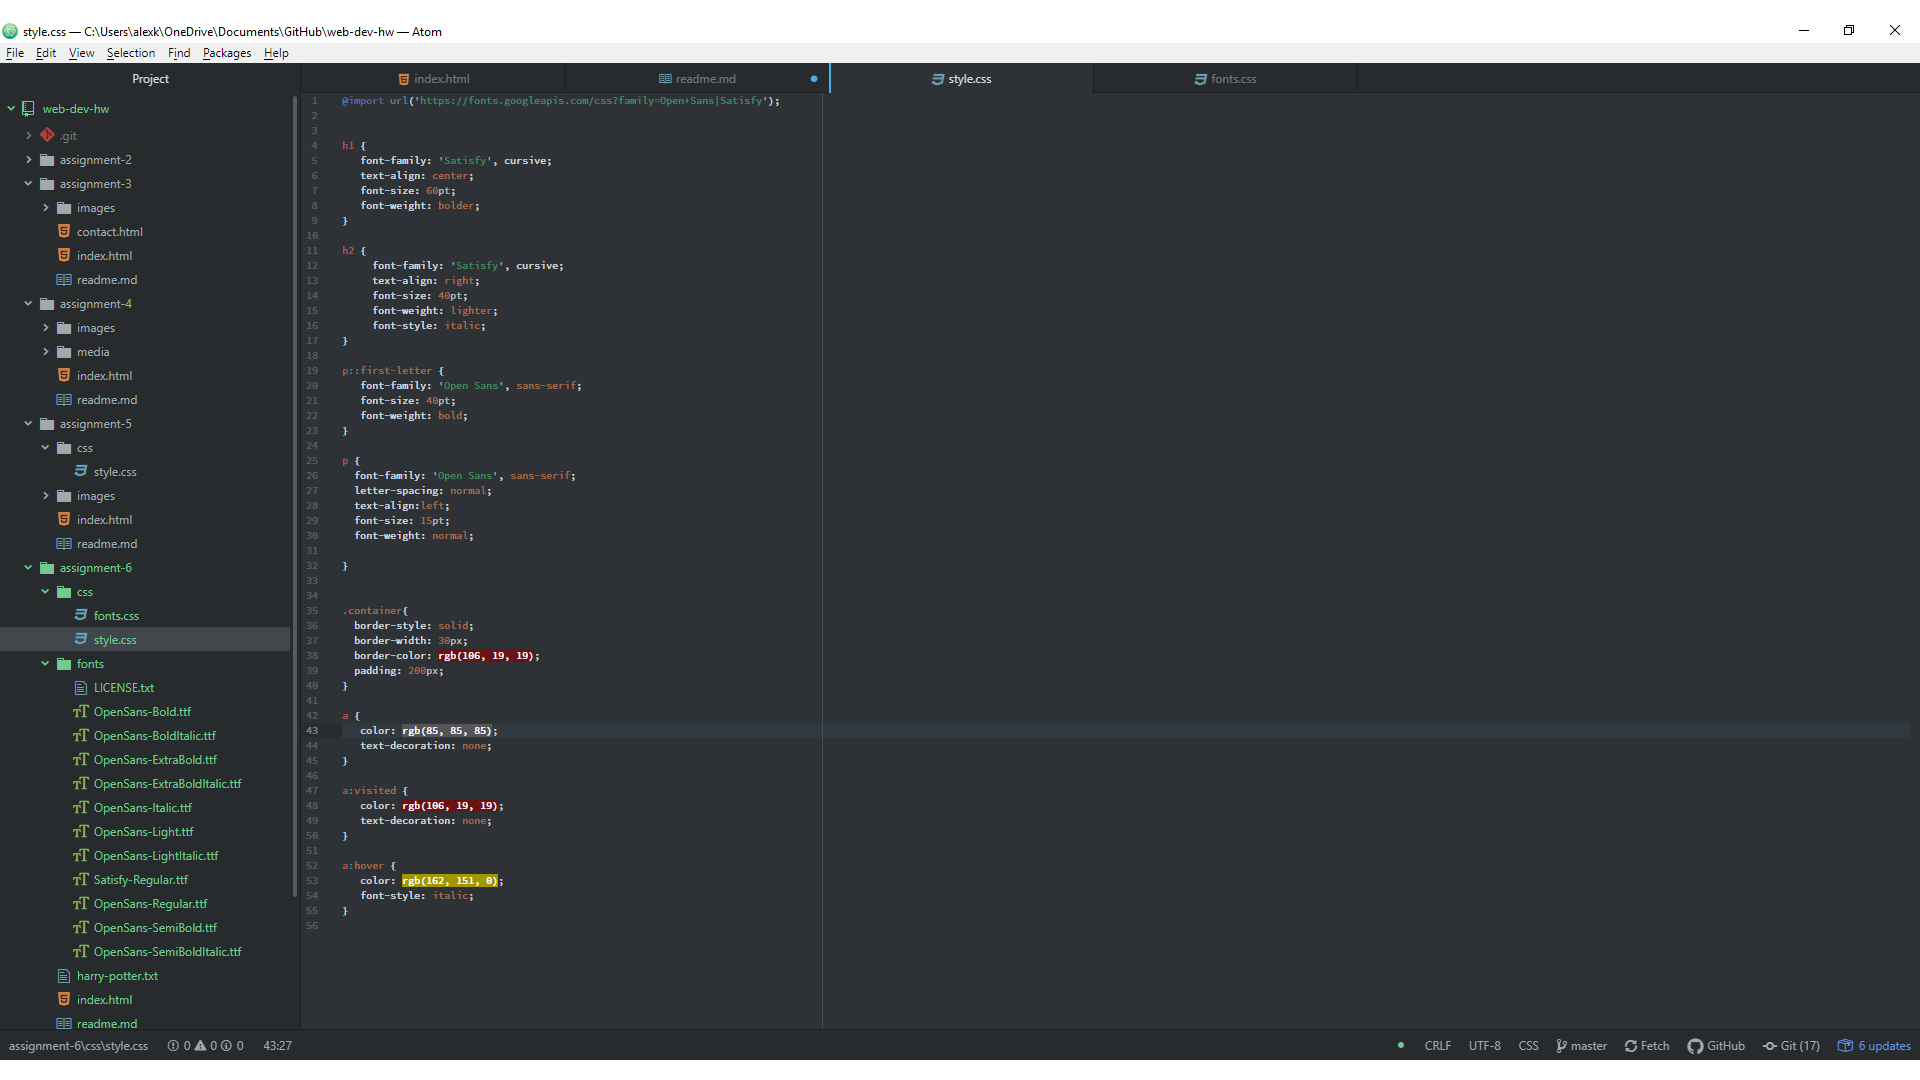 style.css — C:\Users\alexk\OneDrive\Documents\GitHub\web-dev-hw — Atom
File Edit View Selection Find Packages Help
Project
index.html
readme.md
style.css
fonts.css
web-dev-hw
.git
assignment-2
assignment-3
images
contact.html
index.html
readme.md
assignment-4
images
media
index.html
readme.md
assignment-5
css
style.css
images
index.html
readme.md
assignment-6
css
fonts.css
style.css
fonts
LICENSE.txt
OpenSans-Bold.ttf
OpenSans-BoldItalic.ttf
OpenSans-ExtraBold.ttf
OpenSans-ExtraBoldItalic.ttf
OpenSans-Italic.ttf
OpenSans-Light.ttf
OpenSans-LightItalic.ttf
Satisfy-Regular.ttf
OpenSans-Regular.ttf
OpenSans-SemiBold.ttf
OpenSans-SemiBoldItalic.ttf
harry-potter.txt
index.html
readme.md
1 @import url('https://fonts.googleapis.com/css?family=Open+Sans|Satisfy');
2
3
4 h1 {
5 font-family: 'Satisfy', cursive;
6 text-align: center;
7 font-size: 60pt;
8 font-weight: bolder;
9 }
10
11 h2 {
12 font-family: 'Satisfy', cursive;
13 text-align: right;
14 font-size: 40pt;
15 font-weight: lighter;
16 font-style: italic;
17 }
18
19 p::first-letter {
20 font-family: 'Open Sans', sans-serif;
21 font-size: 40pt;
22 font-weight: bold;
23 }
24
25 p {
26 font-family: 'Open Sans', sans-serif;
27 letter-spacing: normal;
28 text-align:left;
29 font-size: 15pt;
30 font-weight: normal;
31
32 }
33
34
35 .container{
36 border-style: solid;
37 border-width: 30px;
38 border-color: rgb(106, 19, 19);
39 padding: 200px;
40 }
41
42 a {
43 color: rgb(85, 85, 85);
44 text-decoration: none;
45 }
46
47 a:visited {
48 color: rgb(106, 19, 19);
49 text-decoration: none;
50 }
51
52 a:hover {
53 color: rgb(162, 151, 0);
54 font-style: italic;
55 }
56
assignment-6\css\style.css 0 0 0 43:27 CRLF UTF-8 CSS master Fetch GitHub Git (17) 6 updates